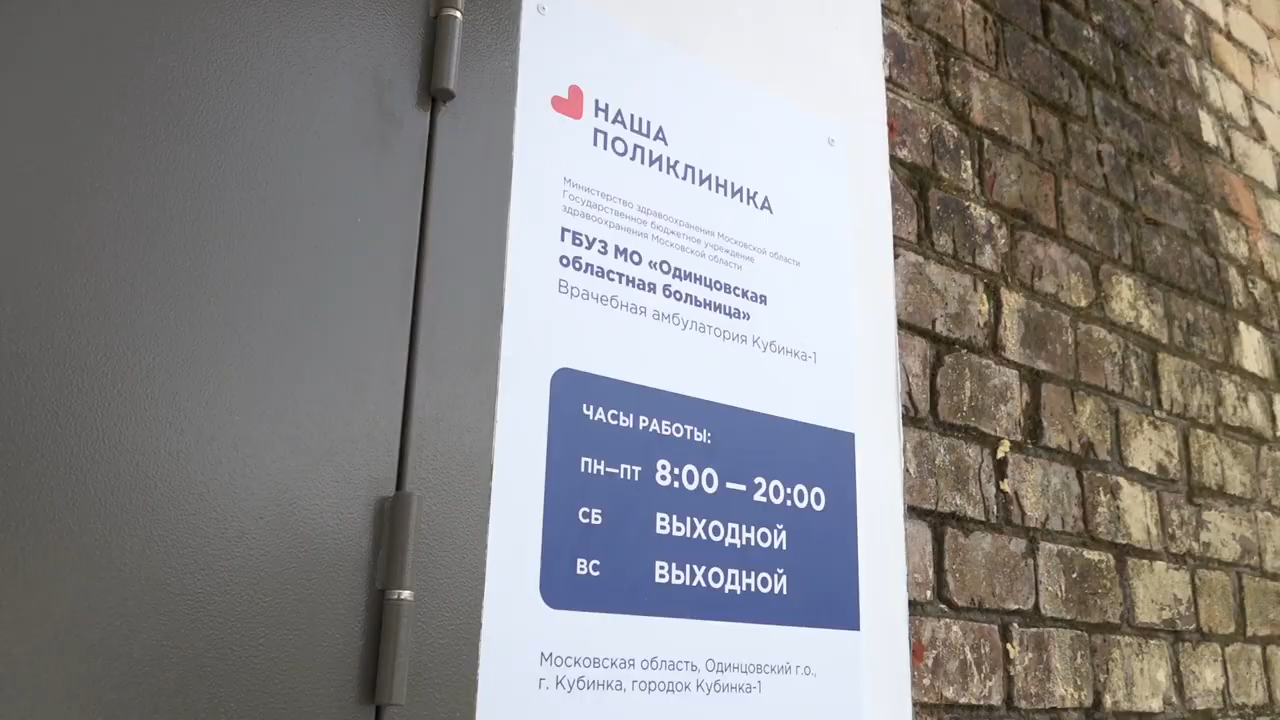 НАША
ПОЛИКЛИНИКА
Министерство здравоохранения Московской области
Государственное бюджетное учреждение
здравоохранения Московской области
ГБУЗ МО «Одинцовская
областная больница»
Врачебная амбулатория Кубинка-1
ЧАСЫ РАБОТЫ:
ПН—ПТ 8:00 — 20:00
СБ ВЫХОДНОЙ
ВС ВЫХОДНОЙ
Московская область, Одинцовский г.о.,
г. Кубинка, городок Кубинка-1